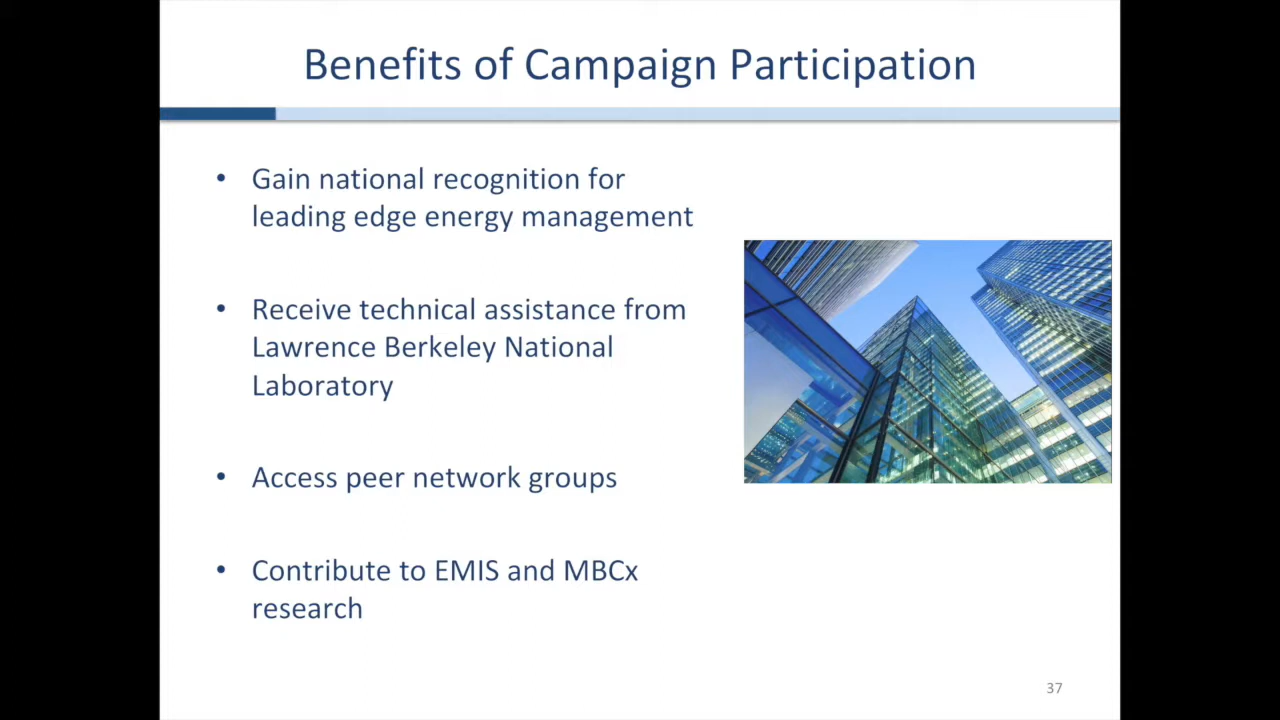 Benefits of Campaign Participation
• Gain national recognition for
leading edge energy management
• Receive technical assistance from
Lawrence Berkeley National
Laboratory
• Access peer network groups
• Contribute to EMIS and MBCx
research
37